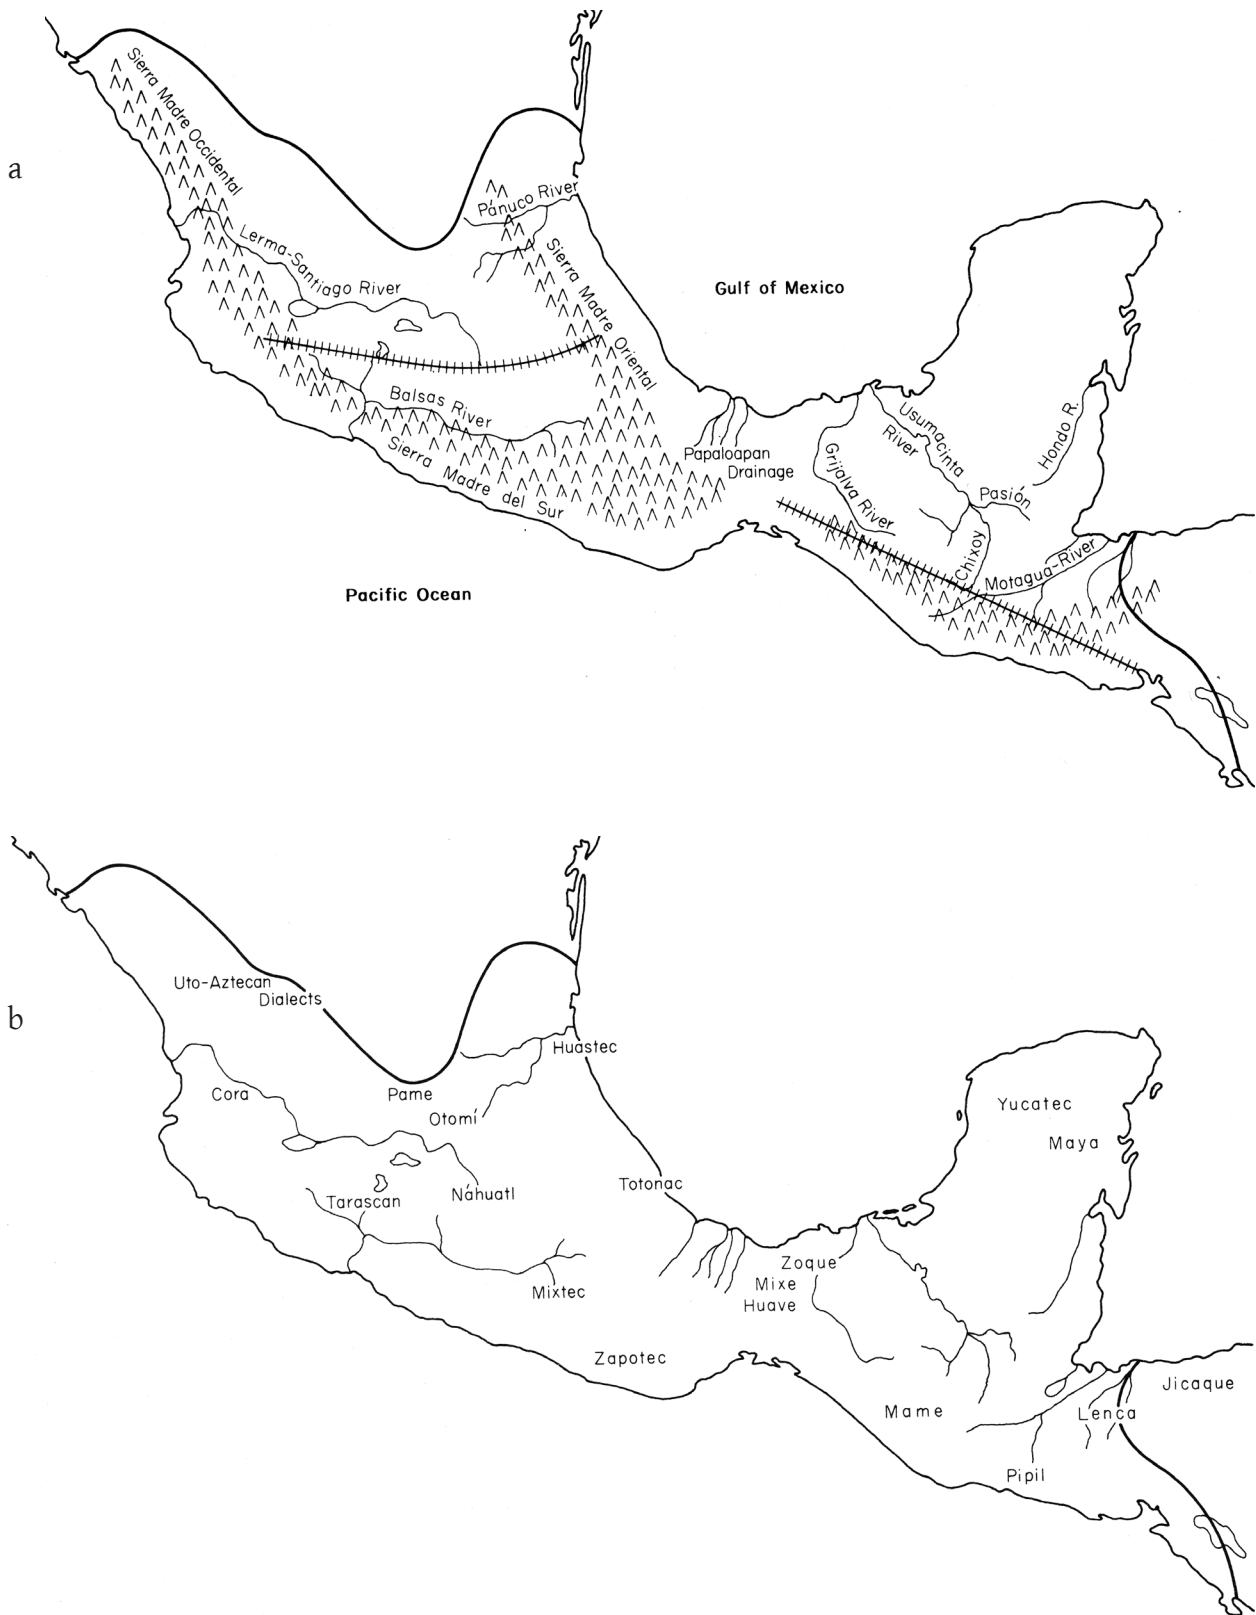 a
Sierra Madre Occidental
Pánuco River
Lerma-Santiago River
Sierra Madre Oriental
Gulf of Mexico
Balsas River
Sierra Madre del Sur
Papaloapan
Drainage
Usumacinta
River
Grijalva River
Hondo R.
Pasión
Chixoy
Motagua-River
Pacific Ocean
b
Uto-Aztecan
Dialects
Huastec
Cora
Pame
Otomí
Yucatec
Maya
Tarascan
Náhuatl
Totonac
Zoque
Mixe
Huave
Mixtec
Zapotec
Mame
Jicaque
Lenca
Pipil